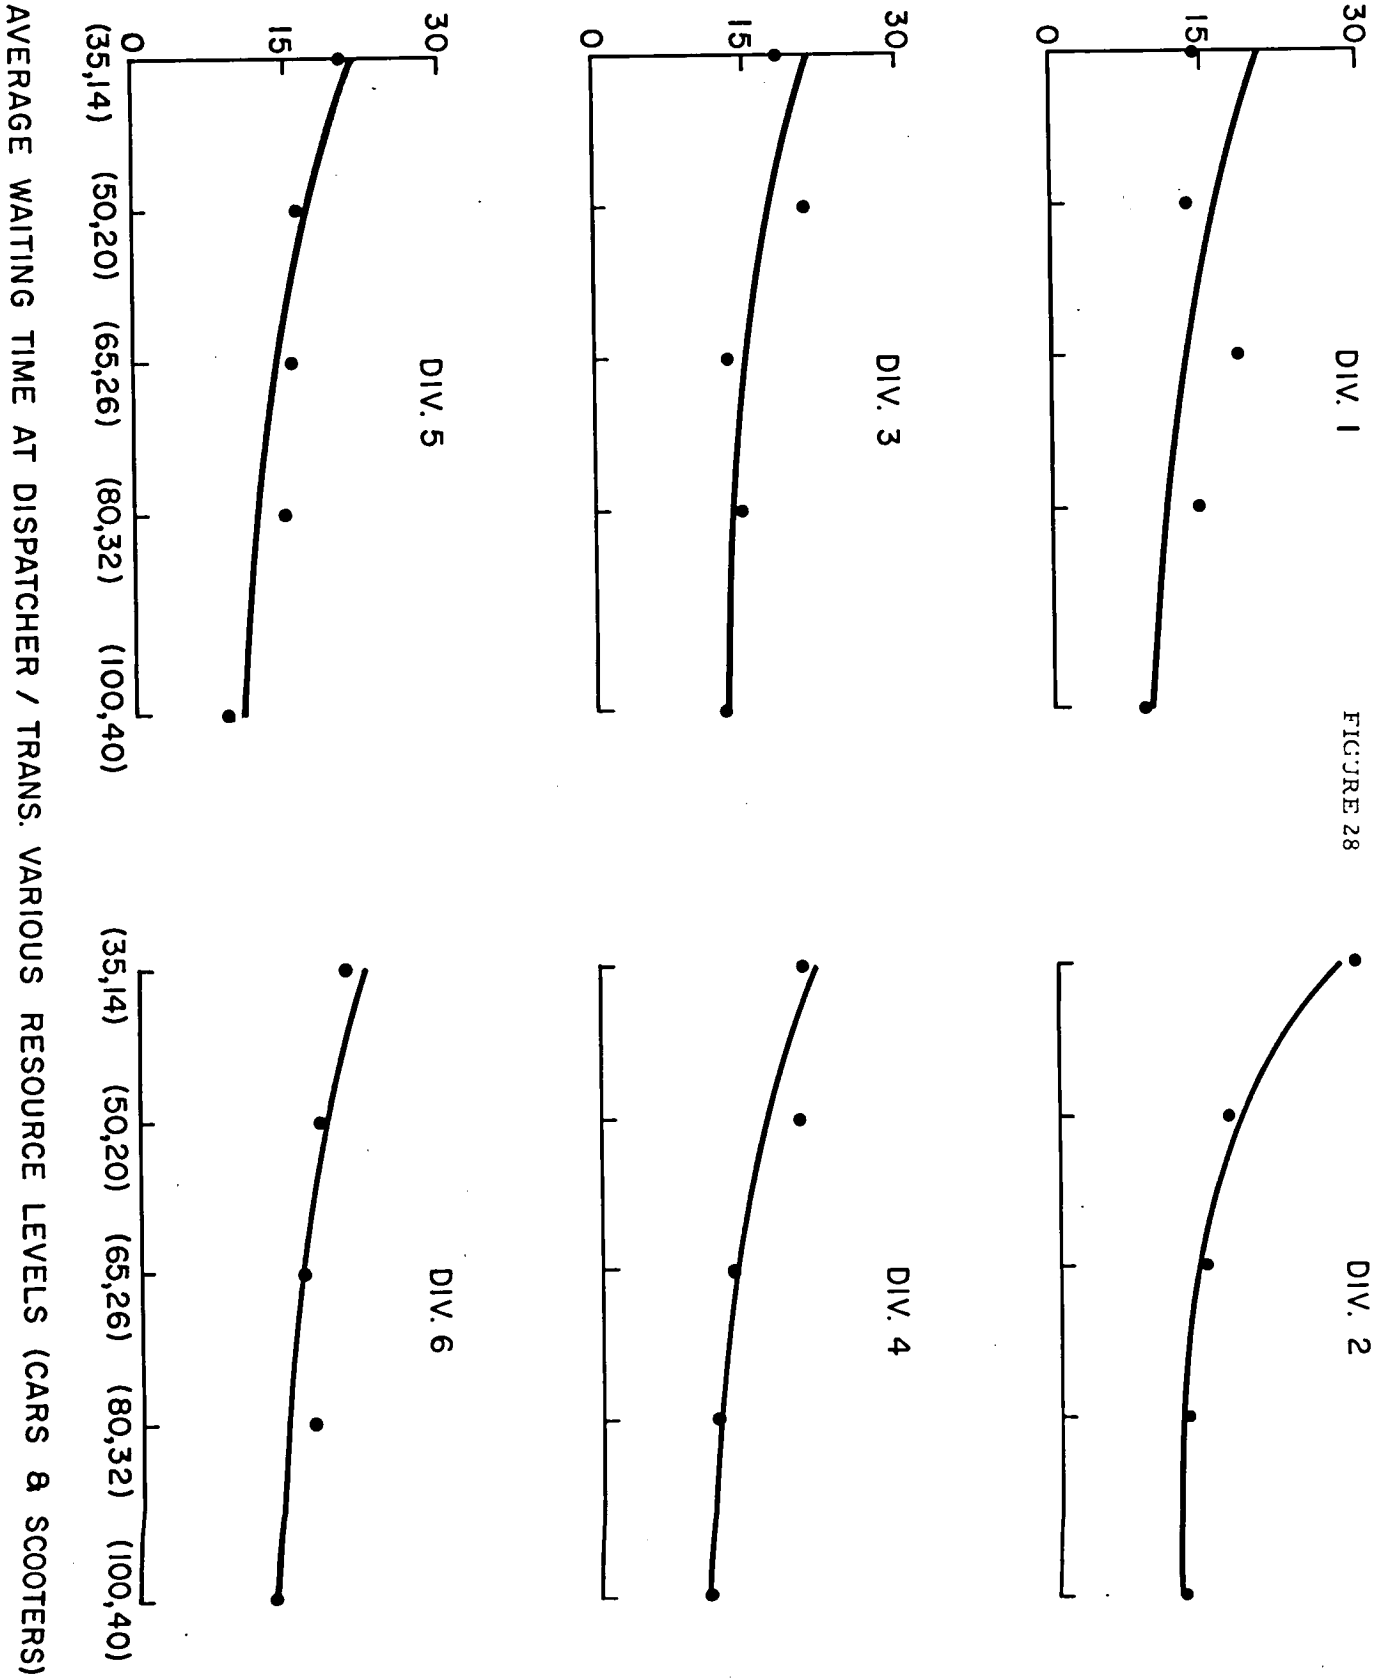 FIGURE 28
30
15
0
DIV. 1
DIV. 2
30
15
0
DIV. 3
DIV. 4
30
15
0
DIV. 5
DIV. 6
(35,14) (50,20) (65,26) (80,32) (100,40)
(35,14) (50,20) (65,26) (80,32) (100,40)
AVERAGE WAITING TIME AT DISPATCHER / TRANS. VARIOUS RESOURCE LEVELS (CARS & SCOOTERS)